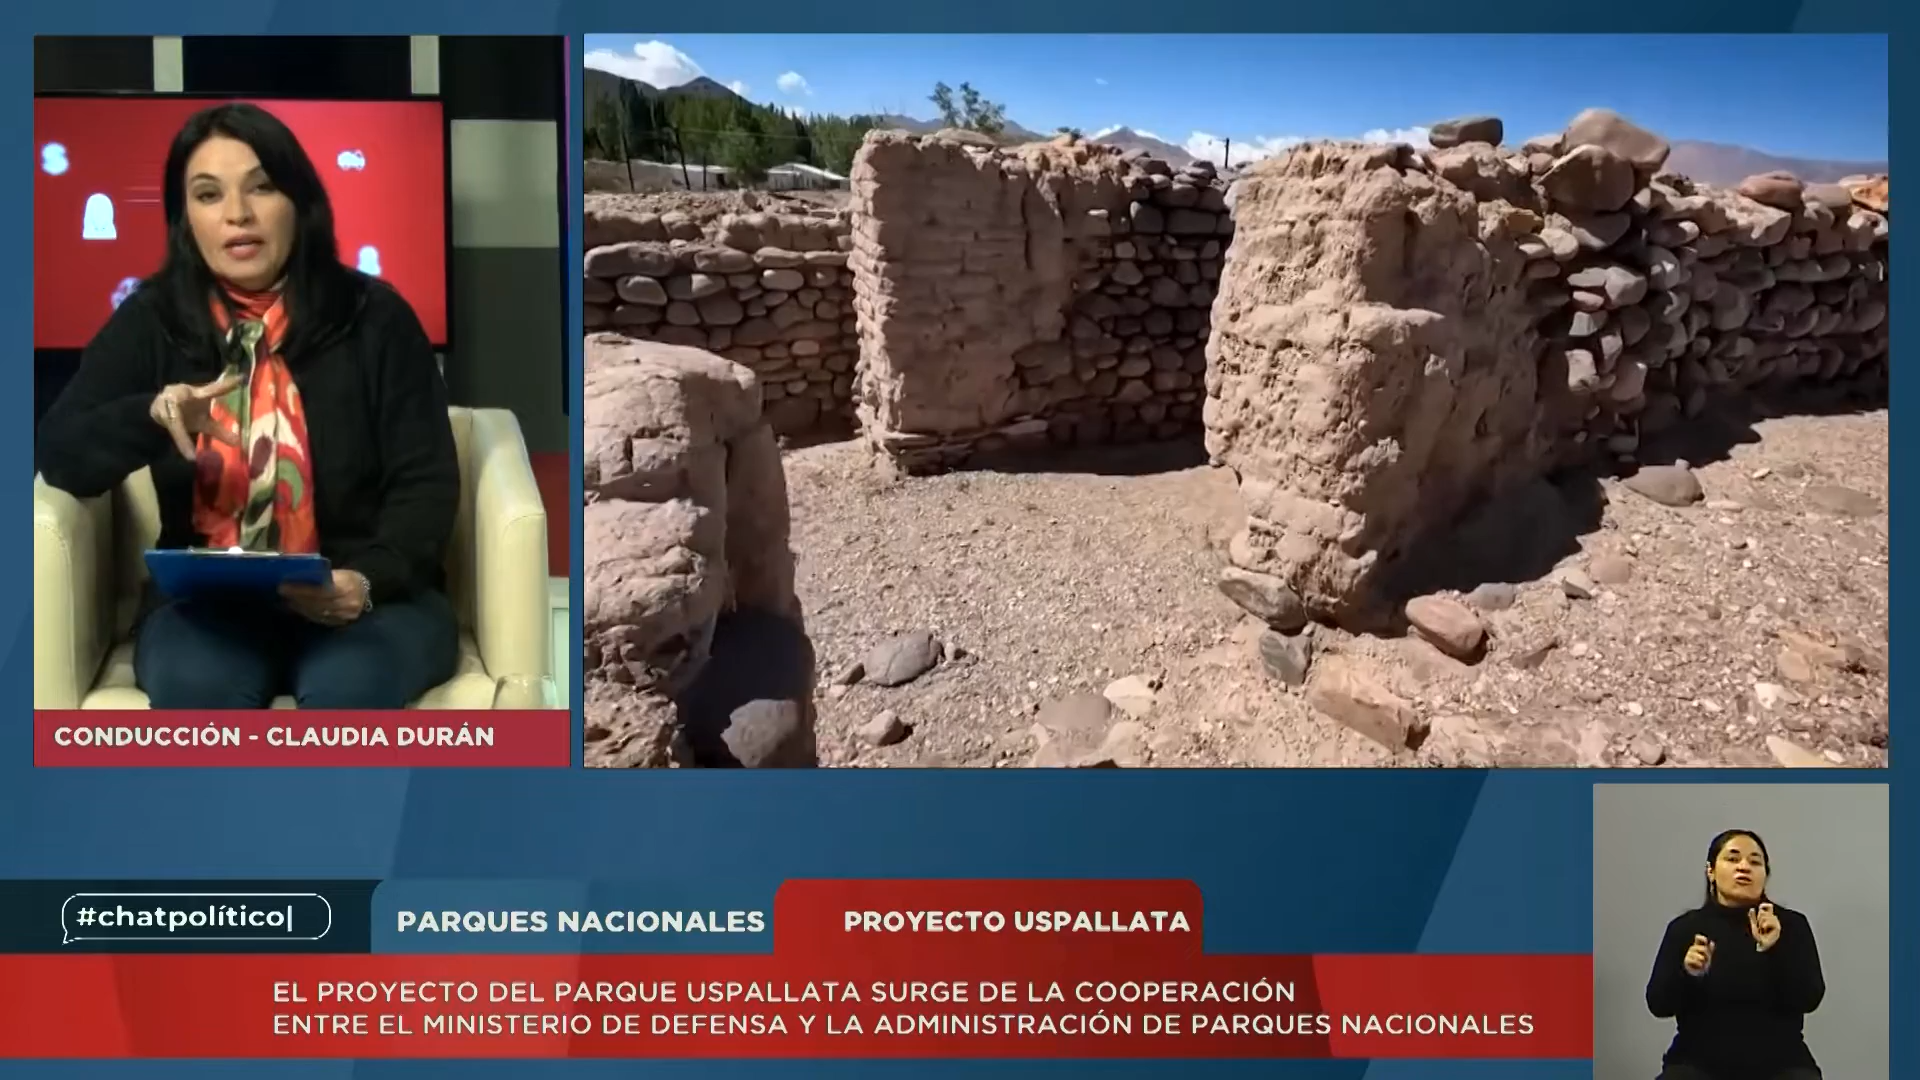 CONDUCCIÓN - CLAUDIA DURÁN
#chatpolítico|
PARQUES NACIONALES
PROYECTO USPALLATA
EL PROYECTO DEL PARQUE USPALLATA SURGE DE LA COOPERACIÓN
ENTRE EL MINISTERIO DE DEFENSA Y LA ADMINISTRACIÓN DE PARQUES NACIONALES